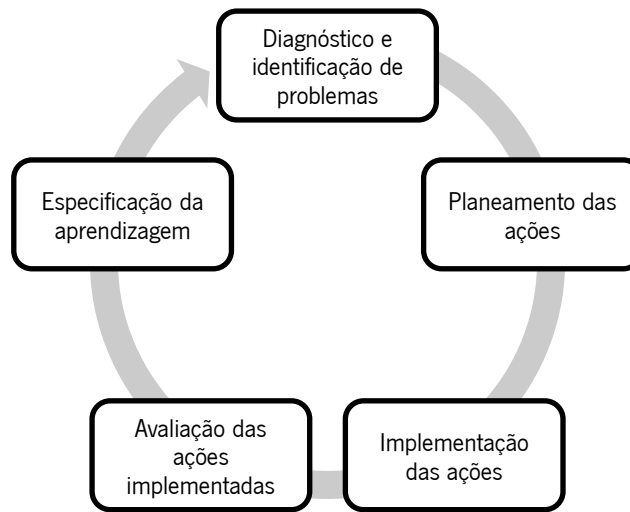 Diagnóstico e
identificação de
problemas
Planeamento das
ações
Implementação
das ações
Avaliação das
ações
implementadas
Especificação da
aprendizagem